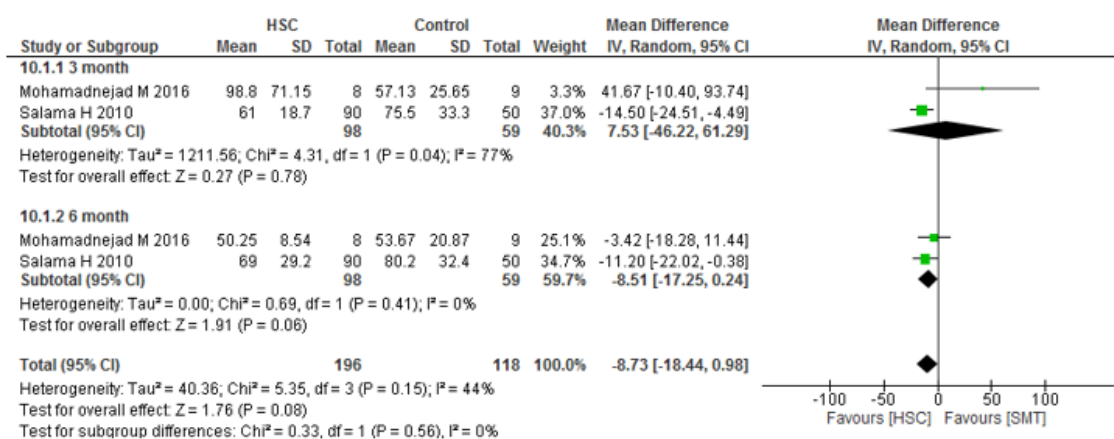 HSC Control Mean Difference Mean Difference
Study or Subgroup Mean SD Total Mean SD Total Weight IV, Random, 95% CI IV, Random, 95% CI
10.1.1 3 month
Mohamadnejad M 2016 98.8 71.15 8 57.13 25.65 9 3.3% 41.67 [-10.40, 93.74]
Salama H 2010 61 18.7 90 75.5 33.3 50 37.0% -14.50 [-24.51, -4.49]
Subtotal (95% CI) 98 59 40.3% 7.53 [-46.22, 61.29]
Heterogeneity: Tau² = 1211.56; Chi² = 4.31, df = 1 (P = 0.04); I² = 77%
Test for overall effect: Z = 0.27 (P = 0.78)
10.1.2 6 month
Mohamadnejad M 2016 50.25 8.54 8 53.67 20.87 9 25.1% -3.42 [-18.28, 11.44]
Salama H 2010 69 29.2 90 80.2 32.4 50 34.7% -11.20 [-22.02, -0.38]
Subtotal (95% CI) 98 59 59.7% -8.51 [-17.25, 0.24]
Heterogeneity: Tau² = 0.00; Chi² = 0.69, df = 1 (P = 0.41); I² = 0%
Test for overall effect: Z = 1.91 (P = 0.06)
Total (95% CI) 196 118 100.0% -8.73 [-18.44, 0.98]
Heterogeneity: Tau² = 40.36; Chi² = 5.35, df = 3 (P = 0.15); I² = 44%
Test for overall effect: Z = 1.76 (P = 0.08)
Test for subgroup differences: Chi² = 0.33, df = 1 (P = 0.56), I² = 0%
-100 -50 0 50 100
Favours [HSC] Favours [SMT]